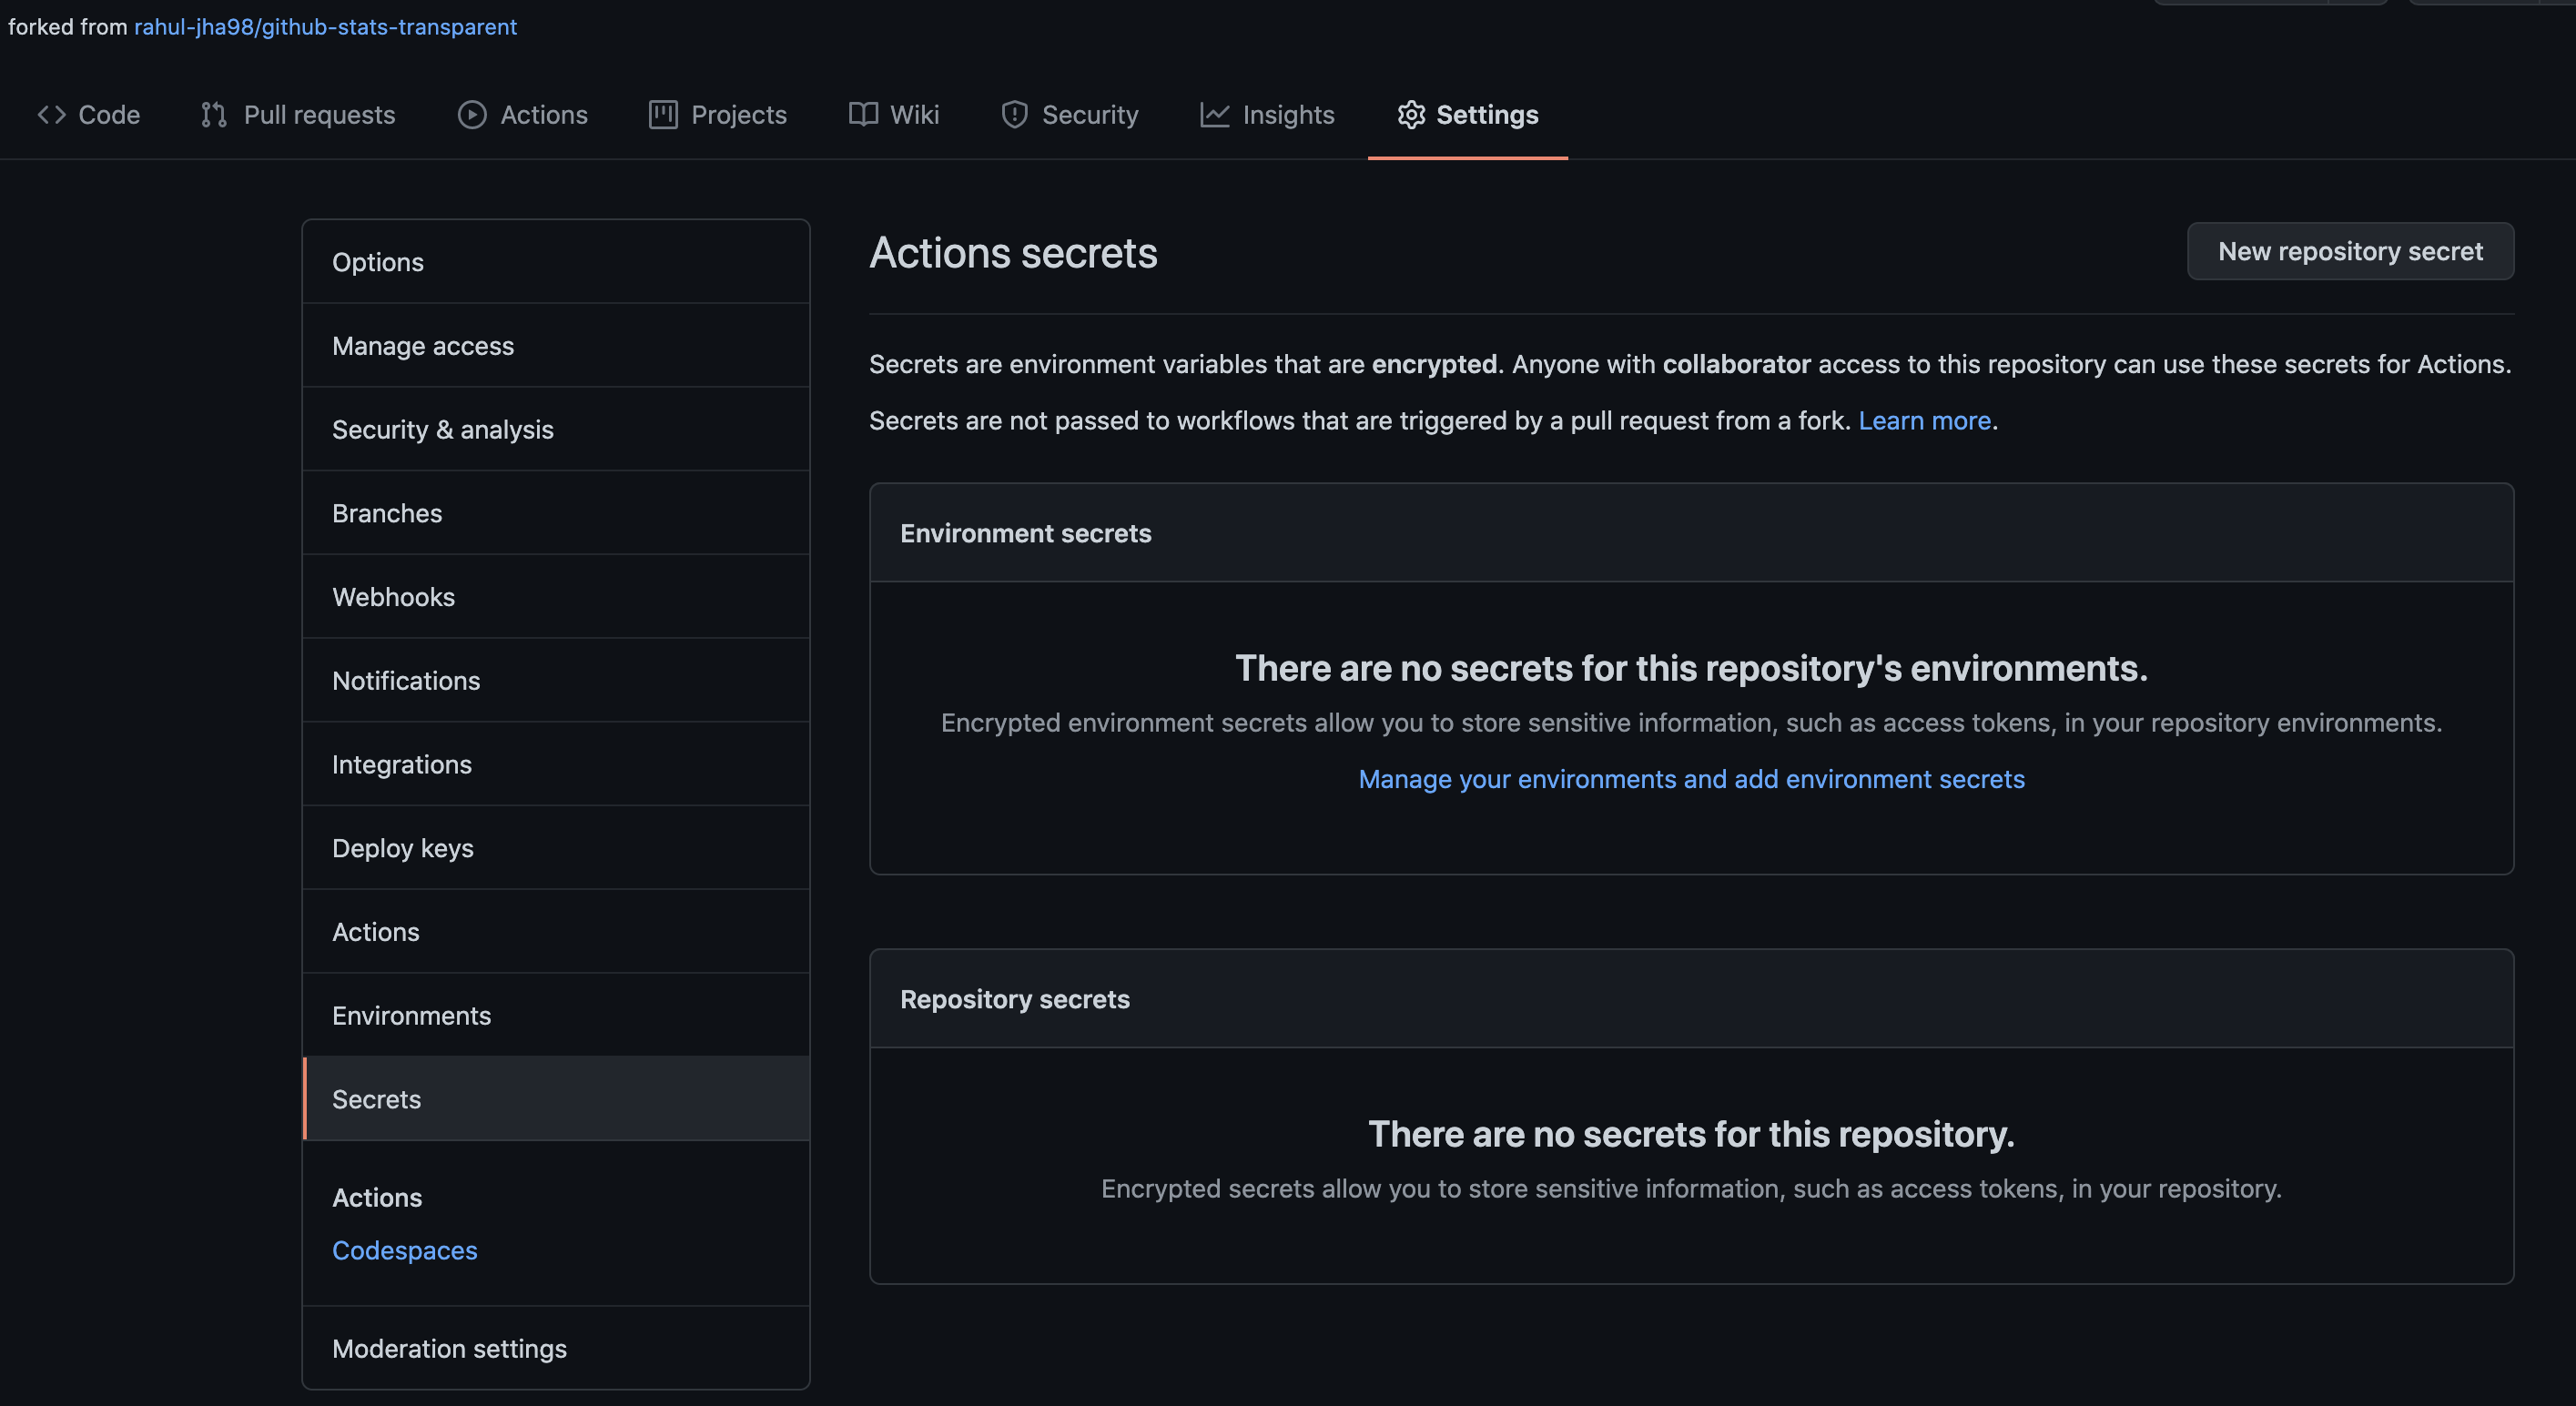 forked from rahul-jha98/github-stats-transparent
Code Pull requests Actions Projects Wiki Security Insights Settings
Options
Manage access
Security & analysis
Branches
Webhooks
Notifications
Integrations
Deploy keys
Actions
Environments
Secrets
Actions
Codespaces
Moderation settings
Actions secrets
New repository secret
Secrets are environment variables that are encrypted. Anyone with collaborator access to this repository can use these secrets for Actions.
Secrets are not passed to workflows that are triggered by a pull request from a fork. Learn more.
Environment secrets
There are no secrets for this repository's environments.
Encrypted environment secrets allow you to store sensitive information, such as access tokens, in your repository environments.
Manage your environments and add environment secrets
Repository secrets
There are no secrets for this repository.
Encrypted secrets allow you to store sensitive information, such as access tokens, in your repository.